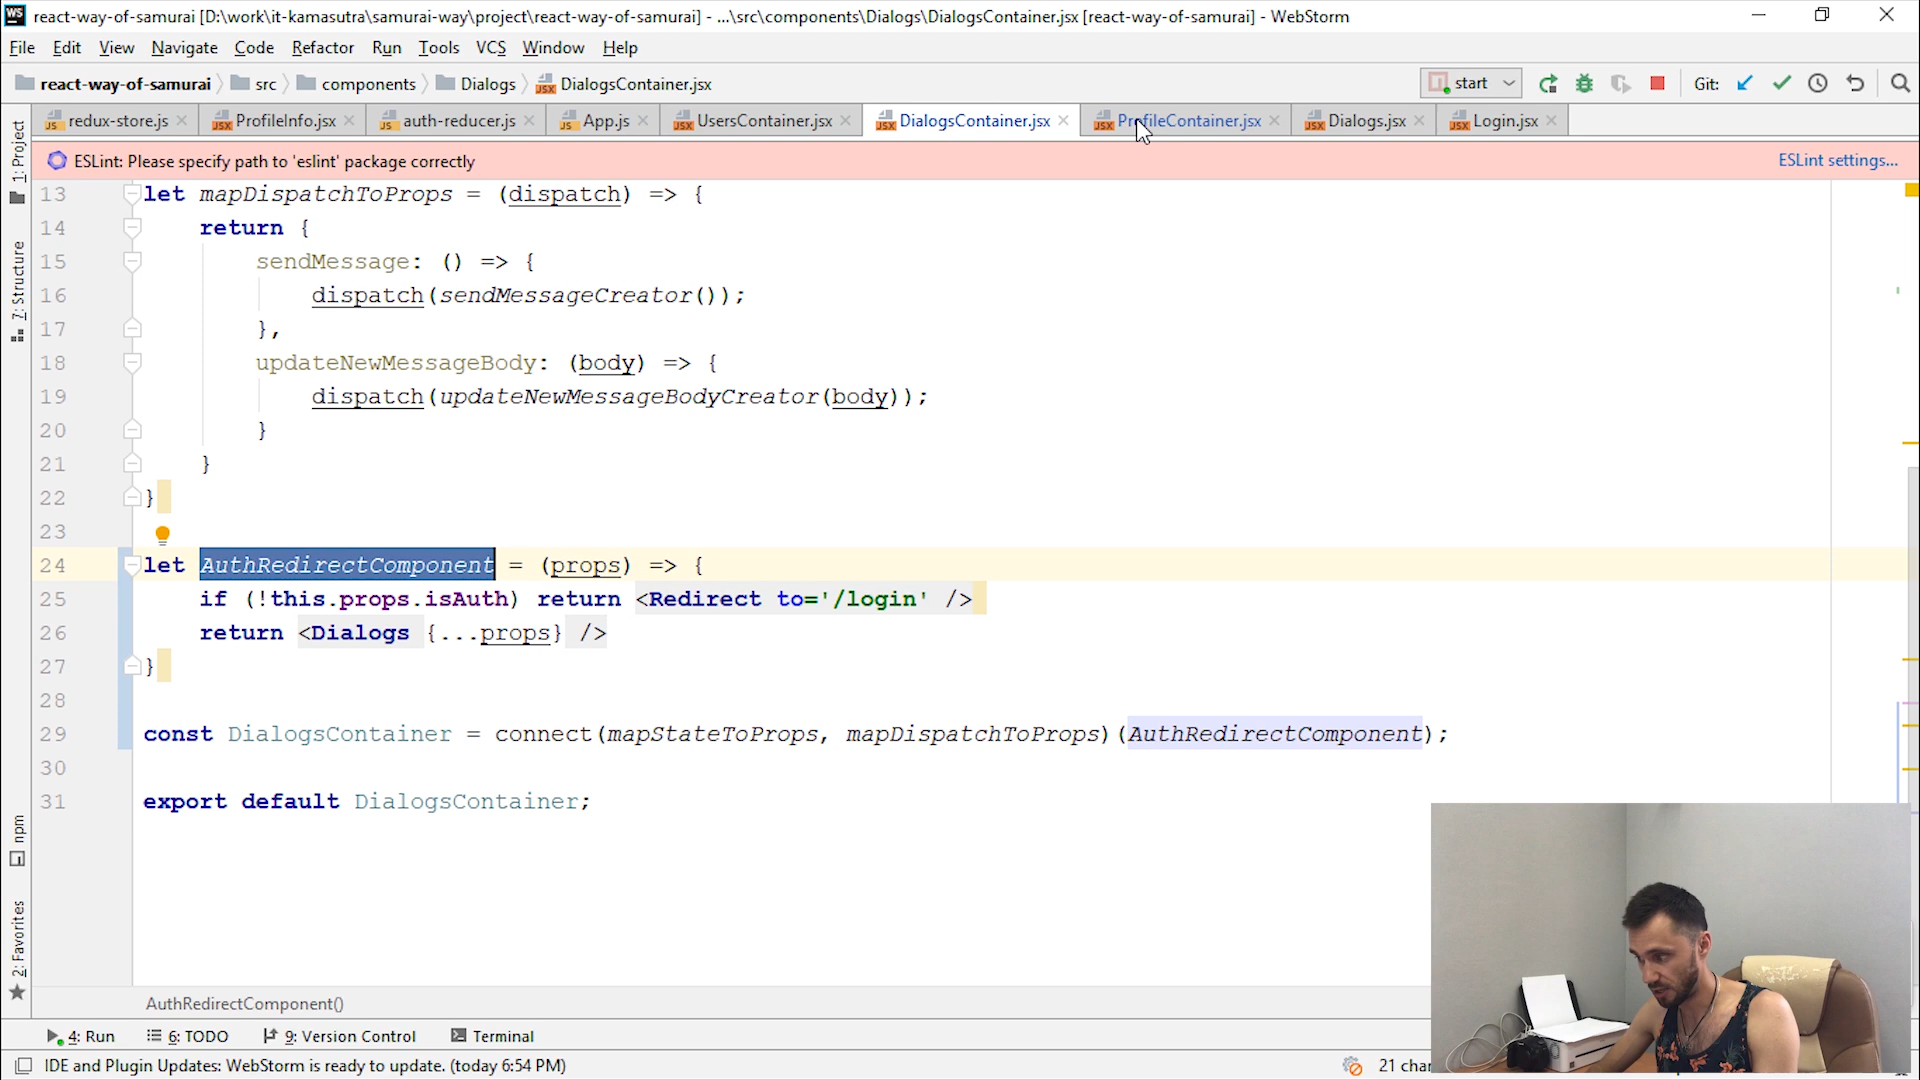 WS react-way-of-samurai [D:\work\it-kamasutra\samurai-way\project\react-way-of-samurai] - ...\src\components\Dialogs\DialogsContainer.jsx [react-way-of-samurai] - WebStorm
File Edit View Navigate Code Refactor Run Tools VCS Window Help
react-way-of-samurai src components Dialogs DialogsContainer.jsx start Git:
redux-store.js ProfileInfo.jsx auth-reducer.js App.js UsersContainer.jsx DialogsContainer.jsx ProfileContainer.jsx Dialogs.jsx Login.jsx
ESLint: Please specify path to 'eslint' package correctly ESLint settings...
1: Project
7: Structure
npm
2: Favorites
13 let mapDispatchToProps = (dispatch) => {
14 return {
15 sendMessage: () => {
16 dispatch(sendMessageCreator());
17 },
18 updateNewMessageBody: (body) => {
19 dispatch(updateNewMessageBodyCreator(body));
20 }
21 }
22 }
23
24 let AuthRedirectComponent = (props) => {
25 if (!this.props.isAuth) return <Redirect to='/login' />
26 return <Dialogs {...props} />
27 }
28
29 const DialogsContainer = connect(mapStateToProps, mapDispatchToProps)(AuthRedirectComponent);
30
31 export default DialogsContainer;
AuthRedirectComponent()
4: Run 6: TODO 9: Version Control Terminal
IDE and Plugin Updates: WebStorm is ready to update. (today 6:54 PM) 21